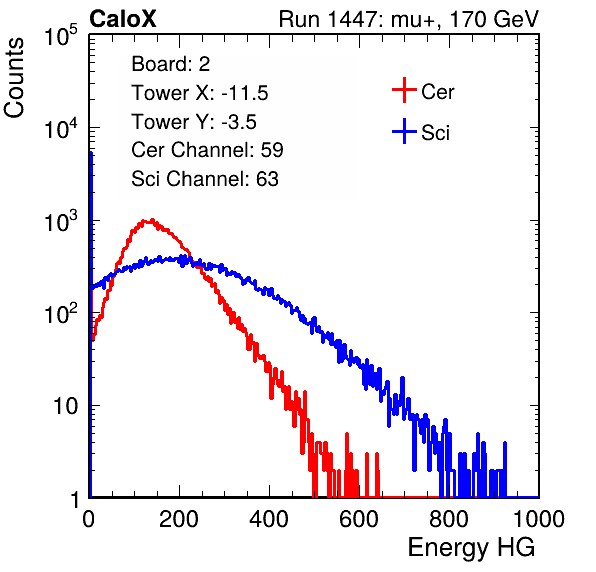 CaloX Run 1447: mu+, 170 GeV
Counts
10^5
10^4
10^3
10^2
10
1
Board: 2
Tower X: -11.5
Tower Y: -3.5
Cer Channel: 59
Sci Channel: 63
Cer
Sci
0 200 400 600 800 1000
Energy HG